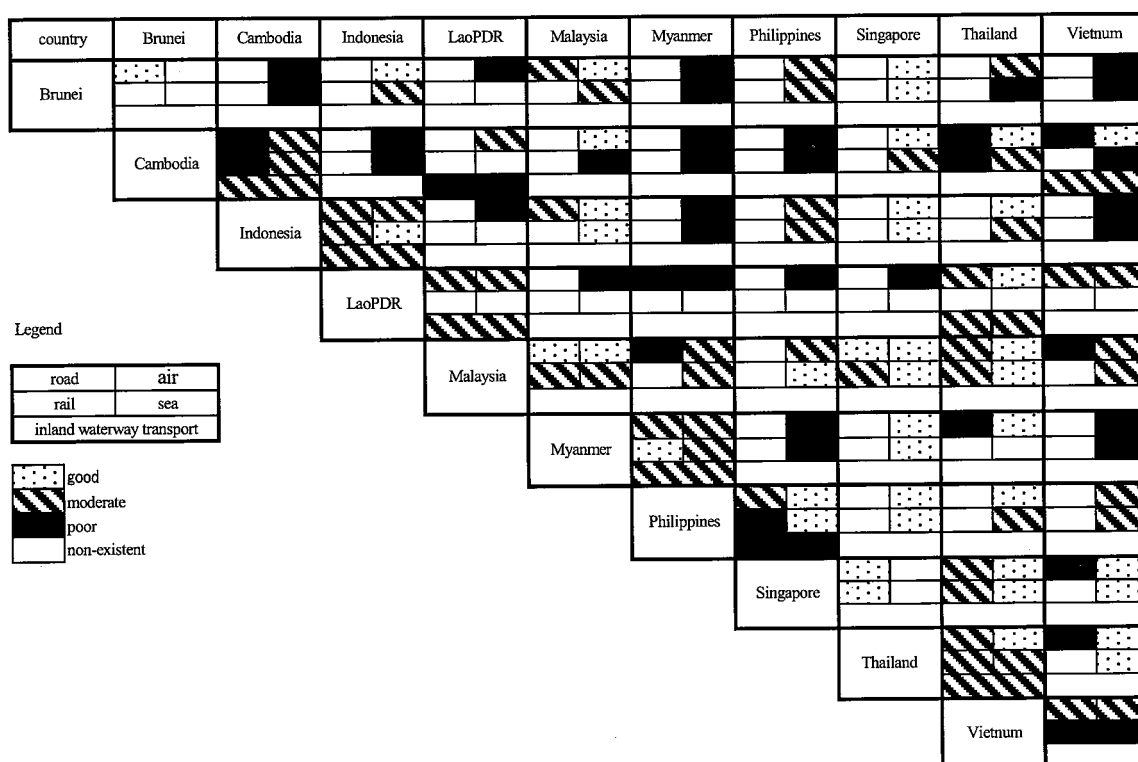 country Brunei Cambodia Indonesia LaoPDR Malaysia Myanmer Philippines Singapore Thailand Vietnum
Brunei
Cambodia
Indonesia
LaoPDR
Legend
Malaysia
road air
rail sea
inland waterway transport
Myanmer
good
moderate
poor
non-existent
Philippines
Singapore
Thailand
Vietnum